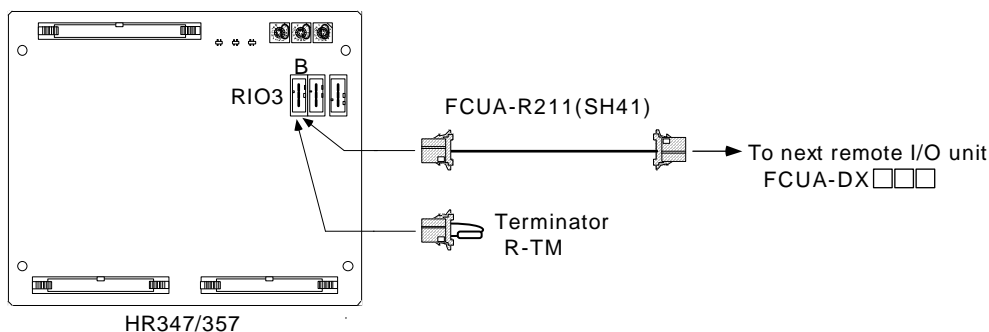 B
RIO3
FCUA-R211(SH41)
To next remote I/O unit
FCUA-DX□□□
Terminator
R-TM
HR347/357